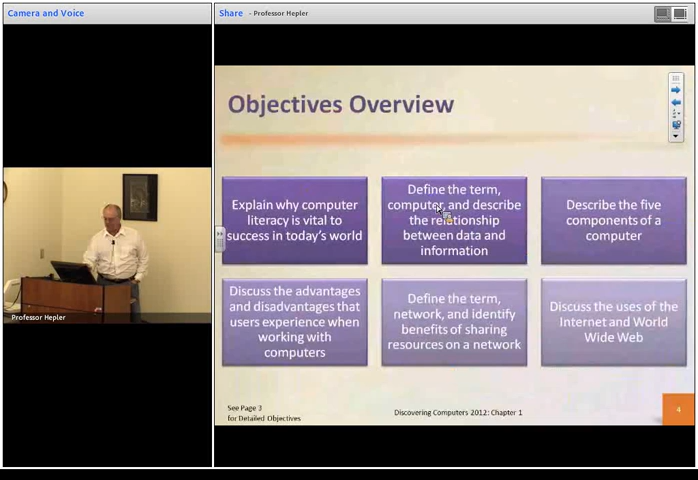 Camera and Voice
Share - Professor Hepler
Objectives Overview
Explain why computer
literacy is vital to
success in today's world
Define the term,
computer, and describe
the relationship
between data and
information
Describe the five
components of a
computer
Discuss the advantages
and disadvantages that
users experience when
working with
computers
Define the term,
network, and identify
benefits of sharing
resources on a network
Discuss the uses of the
Internet and World
Wide Web
Professor Hepler
See Page 3
for Detailed Objectives
Discovering Computers 2012: Chapter 1
4